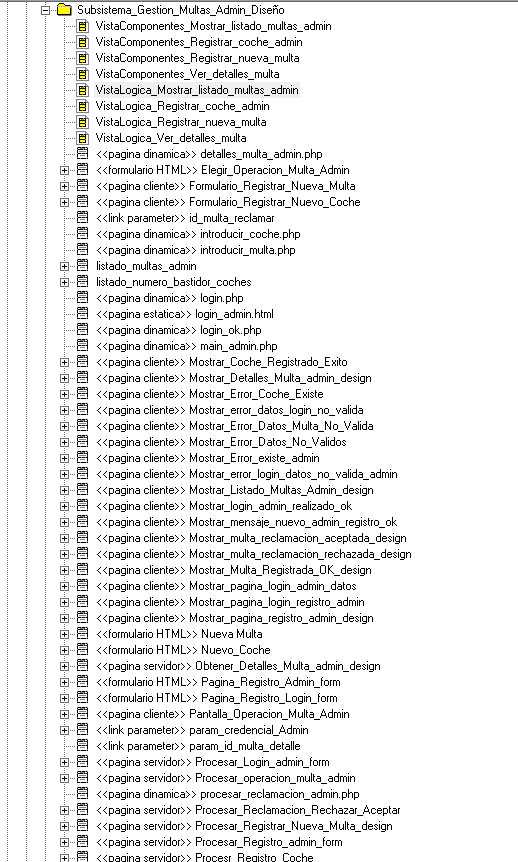 Subsistema_Gestion_Multas_Admin_Diseño
VistaComponentes_Mostrar_listado_multas_admin
VistaComponentes_Registrar_coche_admin
VistaComponentes_Registrar_nueva_multa
VistaComponentes_Ver_detalles_multa
VistaLogica_Mostrar_listado_multas_admin
VistaLogica_Registrar_coche_admin
VistaLogica_Registrar_nueva_multa
VistaLogica_Ver_detalles_multa
<<pagina dinamica>> detalles_multa_admin.php
<<formulario HTML>> Elegir_Operacion_Multa_Admin
<<pagina cliente>> Formulario_Registrar_Nueva_Multa
<<pagina cliente>> Formulario_Registrar_Nuevo_Coche
<<link parameter>> id_multa_reclamar
<<pagina dinamica>> introducir_coche.php
<<pagina dinamica>> introducir_multa.php
listado_multas_admin
listado_numero_bastidor_coches
<<pagina dinamica>> login.php
<<pagina estatica>> login_admin.html
<<pagina dinamica>> login_ok.php
<<pagina dinamica>> main_admin.php
<<pagina cliente>> Mostrar_Coche_Registrado_Exito
<<pagina cliente>> Mostrar_Detalles_Multa_admin_design
<<pagina cliente>> Mostrar_Error_Coche_Existe
<<pagina cliente>> Mostrar_error_datos_login_no_valida
<<pagina cliente>> Mostrar_Error_Datos_Multa_No_Valida
<<pagina cliente>> Mostrar_Error_Datos_No_Validos
<<pagina cliente>> Mostrar_Error_existe_admin
<<pagina cliente>> Mostrar_error_login_datos_no_valida_admin
<<pagina cliente>> Mostrar_Listado_Multas_Admin_design
<<pagina cliente>> Mostrar_login_admin_realizado_ok
<<pagina cliente>> Mostrar_mensaje_nuevo_admin_registro_ok
<<pagina cliente>> Mostrar_multa_reclamacion_aceptada_design
<<pagina cliente>> Mostrar_multa_reclamacion_rechazada_design
<<pagina cliente>> Mostrar_Multa_Registrada_OK_design
<<pagina cliente>> Mostrar_pagina_login_admin_datos
<<pagina cliente>> Mostrar_pagina_login_registro_admin
<<pagina cliente>> Mostrar_pagina_registro_admin_design
<<formulario HTML>> Nueva Multa
<<formulario HTML>> Nuevo_Coche
<<pagina servidor>> Obtener_Detalles_Multa_admin_design
<<formulario HTML>> Pagina_Registro_Admin_form
<<formulario HTML>> Pagina_Registro_Login_form
<<pagina cliente>> Pantalla_Operacion_Multa_Admin
<<link parameter>> param_credencial_Admin
<<link parameter>> param_id_multa_detalle
<<pagina servidor>> Procesar_Login_admin_form
<<pagina servidor>> Procesar_operacion_multa_admin
<<pagina dinamica>> procesar_reclamacion_admin.php
<<pagina servidor>> Procesar_Reclamacion_Rechazar_Aceptar
<<pagina servidor>> Procesar_Registrar_Nueva_Multa_design
<<pagina servidor>> Procesar_Registro_admin_form
<<pagina servidor>> Procesr_Registro_Coche